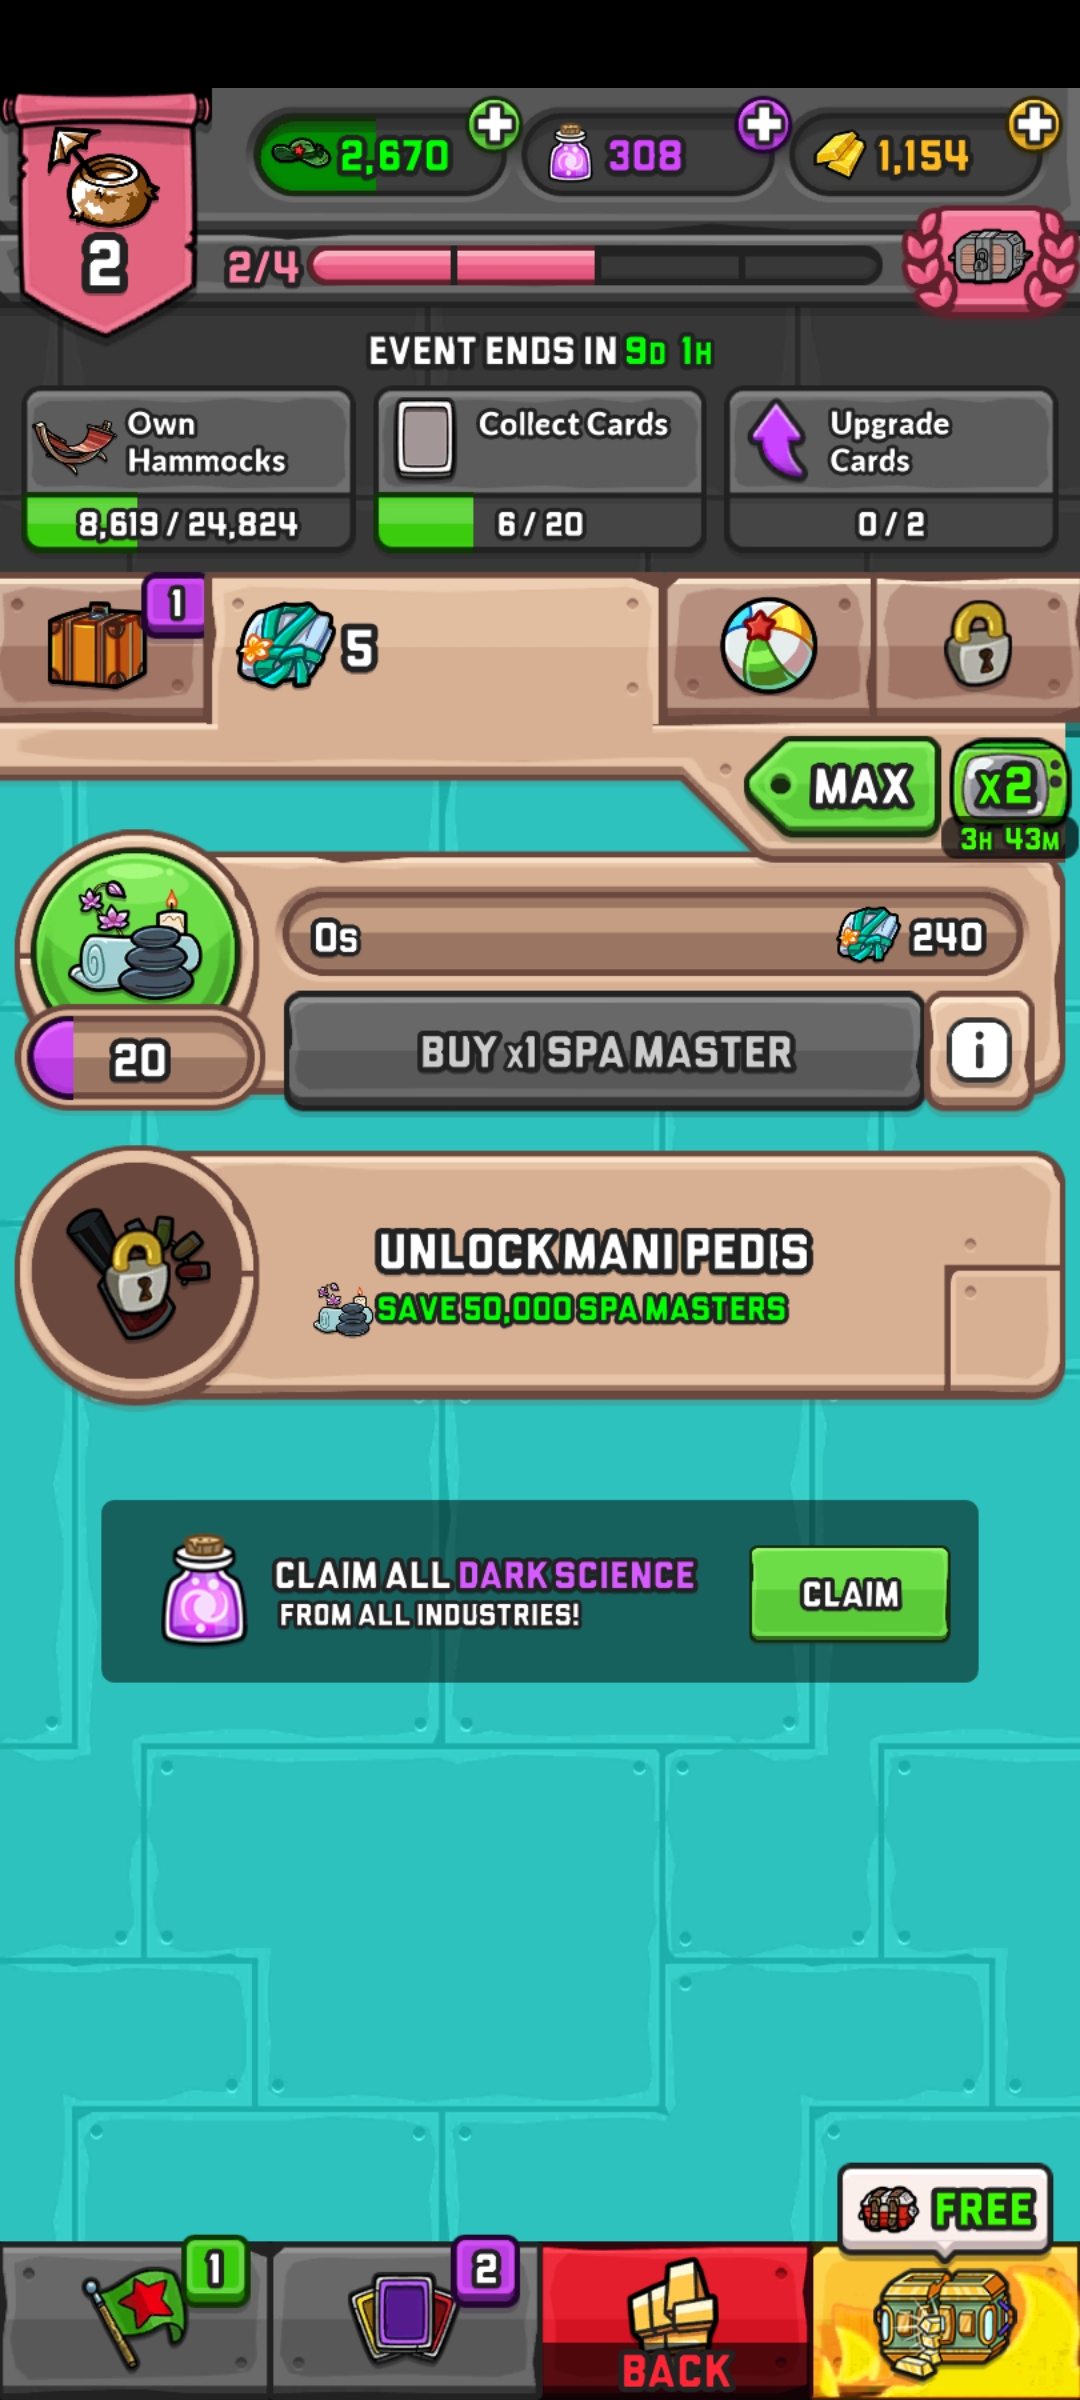 2,670
308
1,154
2
2/4
EVENT ENDS IN 9D 1H
Own
Hammocks
8,619 / 24,824
Collect Cards
6 / 20
Upgrade
Cards
0 / 2
1
5
MAX
x2
3H 43M
0s
240
20
BUY x1 SPA MASTER
i
UNLOCK MANI PEDIS
SAVE 50,000 SPA MASTERS
CLAIM ALL DARK SCIENCE
FROM ALL INDUSTRIES!
CLAIM
FREE
1
2
BACK